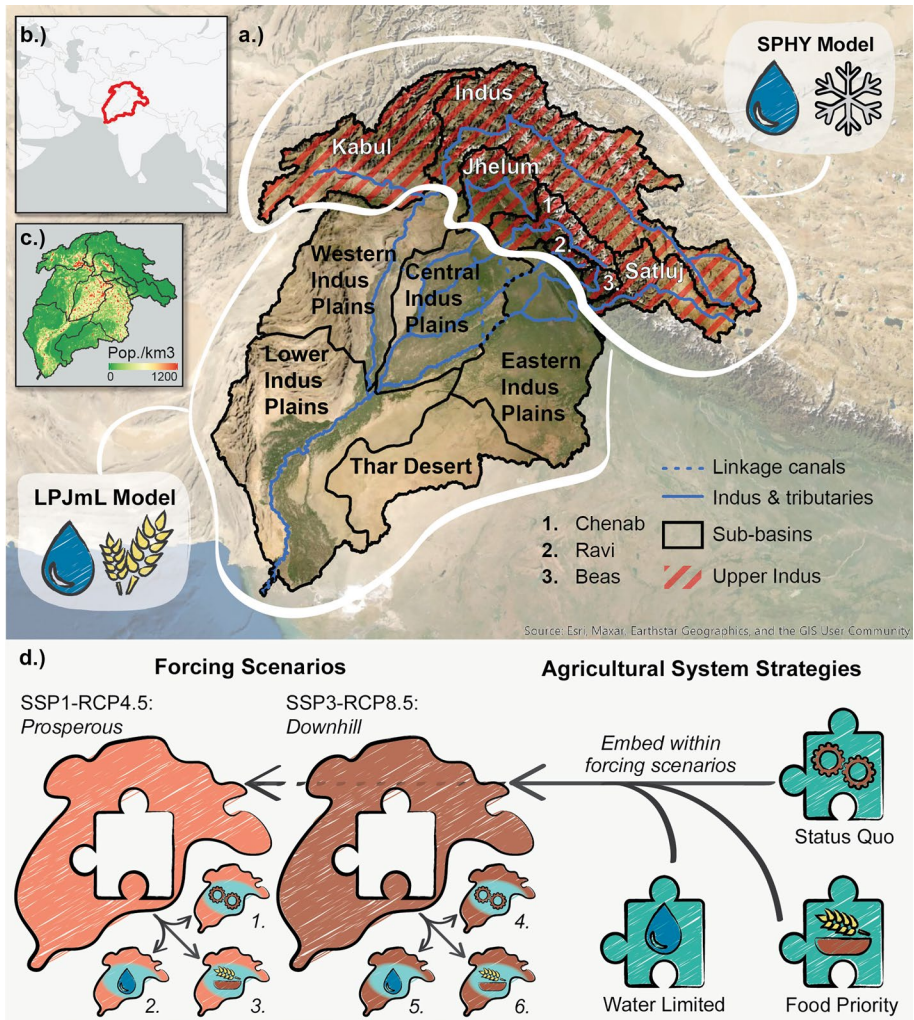 b.)
a.)
SPHY Model
Indus
Kabul
Jhelum
1.
2.
3.
Satluj
c.)
Pop./km3
0 1200
Western
Indus
Plains
Central
Indus
Plains
Lower
Indus
Plains
Eastern
Indus
Plains
Thar Desert
LPJmL Model
Linkage canals
Indus & tributaries
Sub-basins
Upper Indus
1. Chenab
2. Ravi
3. Beas
Source: Esri, Maxar, Earthstar Geographics, and the GIS User Community
d.)
Forcing Scenarios
Agricultural System Strategies
SSP1-RCP4.5:
Prosperous
SSP3-RCP8.5:
Downhill
Embed within
forcing scenarios
Status Quo
1.
2.
3.
4.
5.
6.
Water Limited
Food Priority